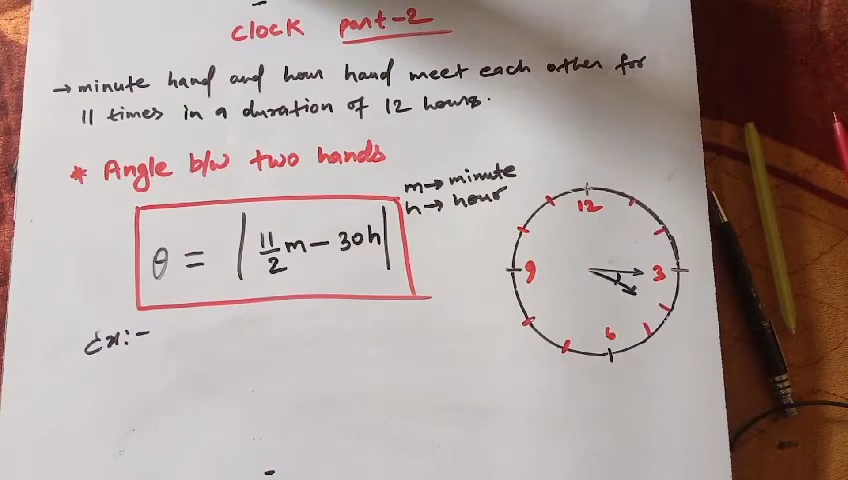 clock part-2
→ minute hand and hour hand meet each other for
11 times in a duration of 12 hours.
* Angle b/w two hands
m→ minute
h→ hour
θ = | 11/2 m - 30h |
12
9
3
6
Ex:-